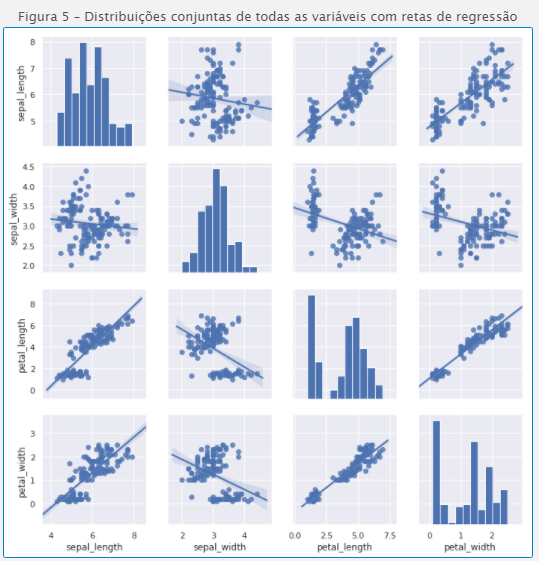 Figura 5 – Distribuições conjuntas de todas as variáveis com retas de regressão
8
7
6
5
sepal_length
4.5
4.0
3.5
3.0
2.5
2.0
sepal_width
8
6
4
2
0
petal_length
3
2
1
0
petal_width
4 6 8
2 3 4
0.0 2.5 5.0 7.5
0 1 2
sepal_length sepal_width petal_length petal_width